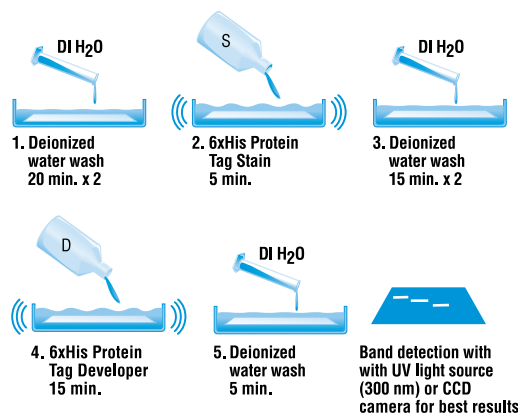 DI H2O
1. Deionized
water wash
20 min. x 2
S
2. 6xHis Protein
Tag Stain
5 min.
DI H2O
3. Deionized
water wash
15 min. x 2
D
4. 6xHis Protein
Tag Developer
15 min.
DI H2O
5. Deionized
water wash
5 min.
Band detection with
with UV light source
(300 nm) or CCD
camera for best results